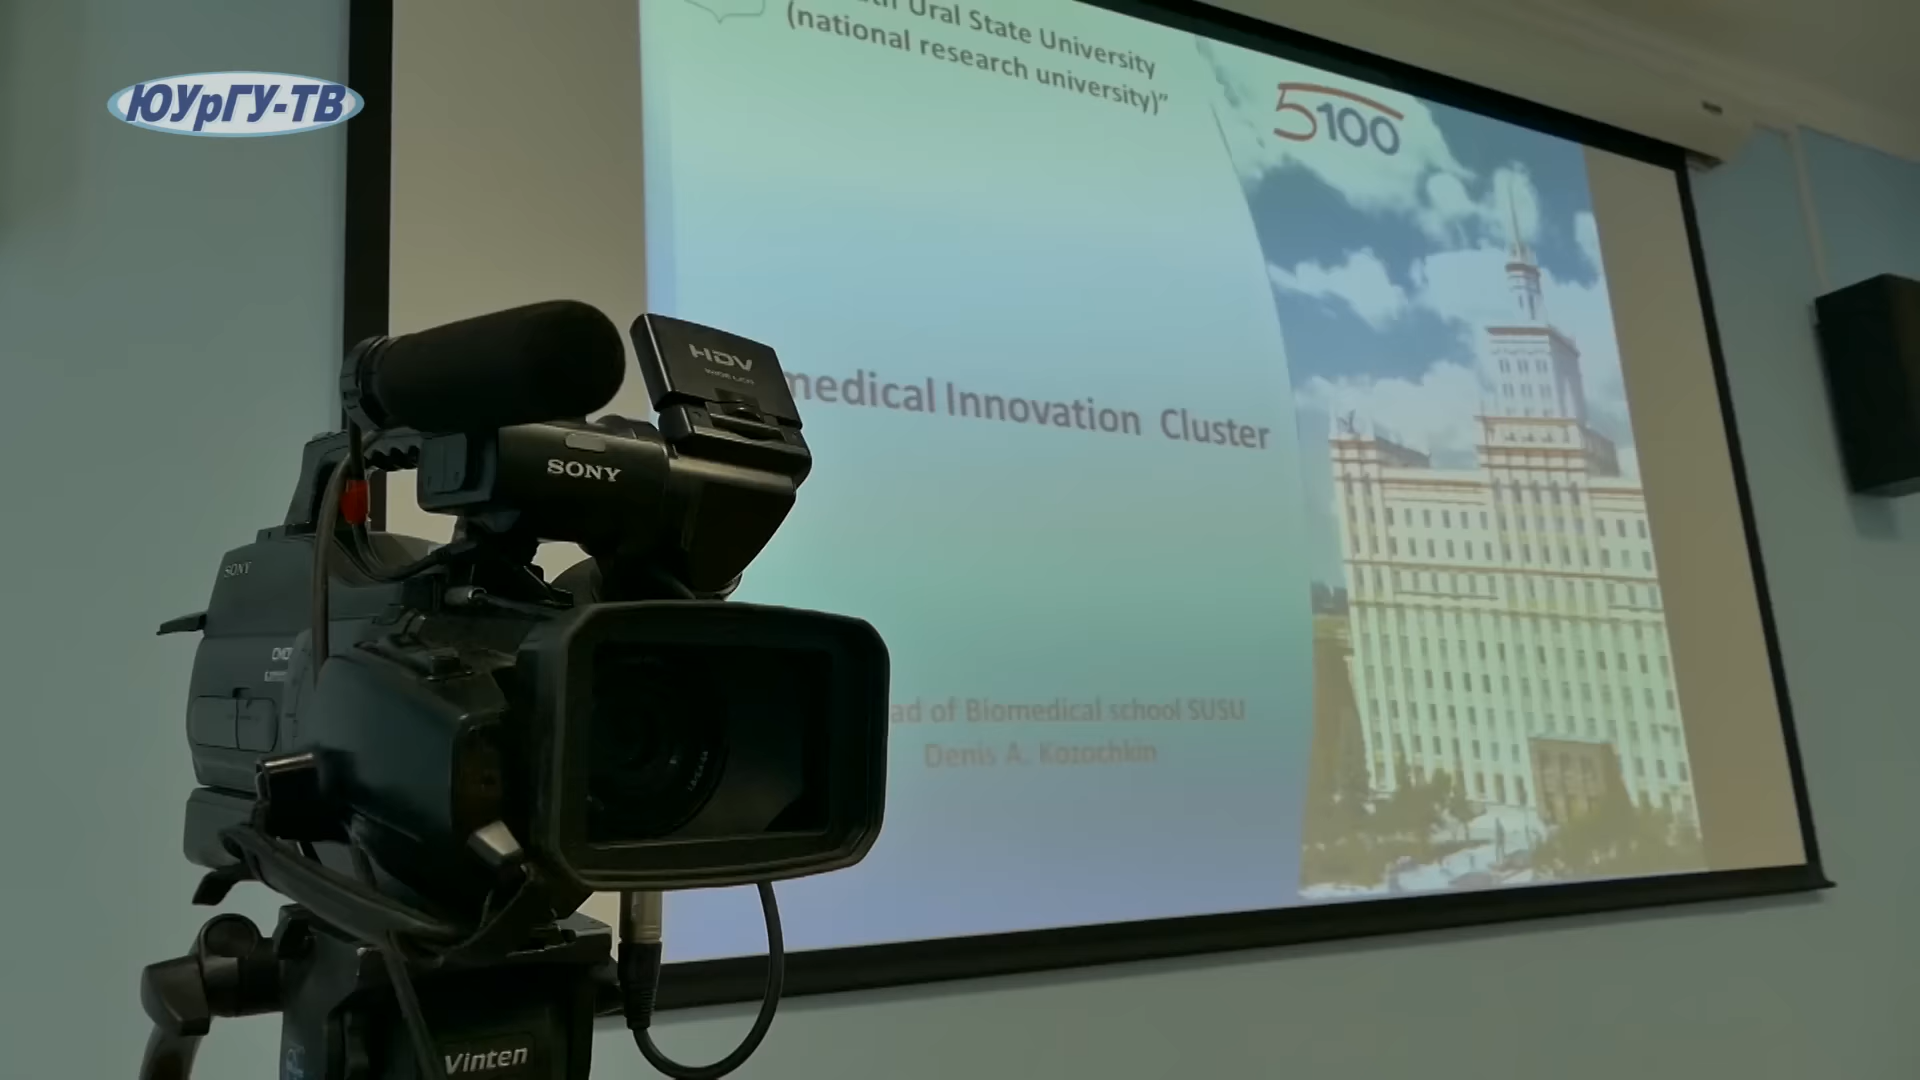 ЮУрГУ-ТВ
Ural State University
(national research university)”
5100
medical Innovation Cluster
ad of Biomedical school SUSU
Denis A. Kozochkin
HDV
SONY
SONY
Vinten